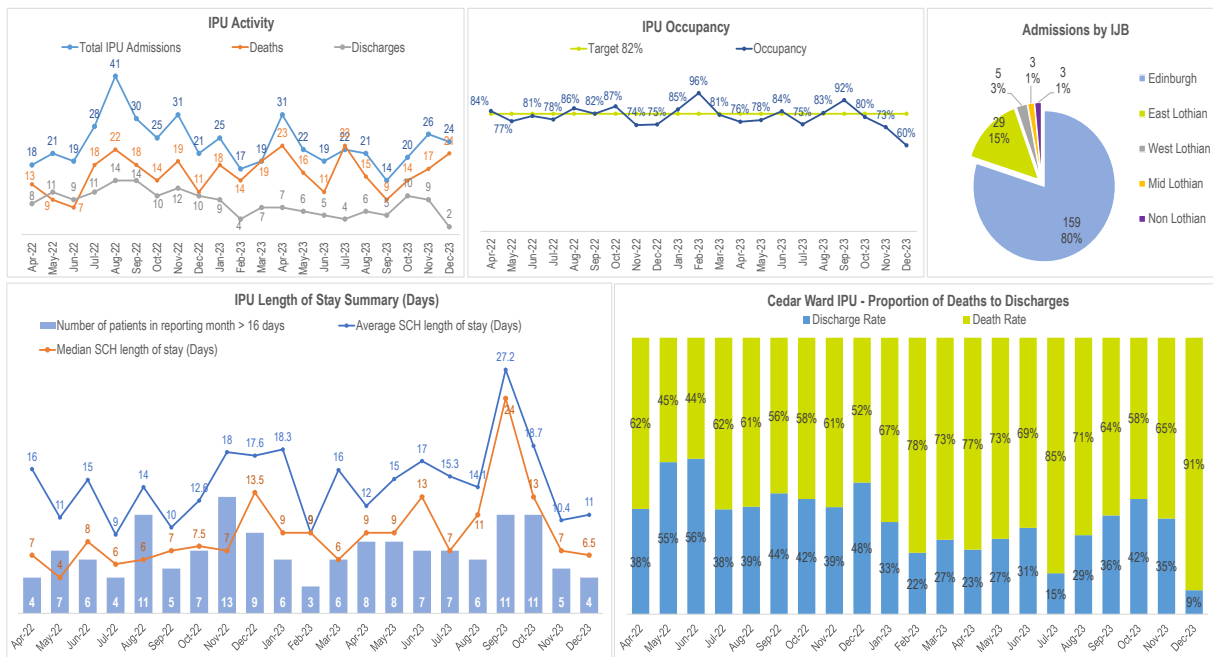 IPU Activity
Total IPU Admissions Deaths Discharges
18 21 19 28 41 30 25 31 21 25 17 19 31 22 19 22 21 14 20 26 24
13 9 7 18 22 18 14 19 11 18 14 19 23 16 11 23 15 9 14 17 21
8 11 9 11 14 14 10 12 10 9 4 7 7 6 5 4 6 5 10 9 2
Apr-22 May-22 Jun-22 Jul-22 Aug-22 Sep-22 Oct-22 Nov-22 Dec-22 Jan-23 Feb-23 Mar-23 Apr-23 May-23 Jun-23 Jul-23 Aug-23 Sep-23 Oct-23 Nov-23 Dec-23
IPU Occupancy
Target 82% Occupancy
84% 77% 81% 78% 86% 82% 87% 74% 75% 85% 96% 81% 76% 78% 84% 75% 83% 92% 80% 73% 60%
Apr-22 May-22 Jun-22 Jul-22 Aug-22 Sep-22 Oct-22 Nov-22 Dec-22 Jan-23 Feb-23 Mar-23 Apr-23 May-23 Jun-23 Jul-23 Aug-23 Sep-23 Oct-23 Nov-23 Dec-23
Admissions by IJB
159
80%
29
15%
5
3%
3
1%
3
1%
Edinburgh
East Lothian
West Lothian
Mid Lothian
Non Lothian
IPU Length of Stay Summary (Days)
Number of patients in reporting month > 16 days Average SCH length of stay (Days)
Median SCH length of stay (Days)
16 11 15 9 14 10 12.6 18 17.6 18.3 16 12 15 17 15.3 14.1 27.2 18.7 10.4 11
7 4 8 6 6 7 7.5 7 13.5 9 9 6 9 9 13 7 11 24 13 7 6.5
4 7 6 4 11 5 7 13 9 6 3 6 8 8 7 7 6 11 11 5 4
Apr-22 May-22 Jun-22 Jul-22 Aug-22 Sep-22 Oct-22 Nov-22 Dec-22 Jan-23 Feb-23 Mar-23 Apr-23 May-23 Jun-23 Jul-23 Aug-23 Sep-23 Oct-23 Nov-23 Dec-23
Cedar Ward IPU - Proportion of Deaths to Discharges
Discharge Rate Death Rate
62% 45% 44% 62% 61% 56% 58% 61% 52% 67% 78% 73% 77% 73% 69% 85% 71% 64% 58% 65% 91%
38% 55% 56% 38% 39% 44% 42% 39% 48% 33% 22% 27% 23% 27% 31% 15% 29% 36% 42% 35% 9%
Apr-22 May-22 Jun-22 Jul-22 Aug-22 Sep-22 Oct-22 Nov-22 Dec-22 Jan-23 Feb-23 Mar-23 Apr-23 May-23 Jun-23 Jul-23 Aug-23 Sep-23 Oct-23 Nov-23 Dec-23